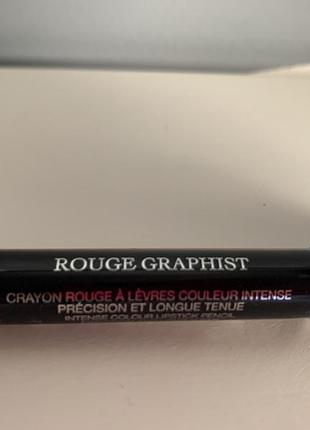 ROUGE GRAPHIST
CRAYON ROUGE À LÈVRES COULEUR INTENSE
PRÉCISION ET LONGUE TENUE
INTENSE COLOUR LIPSTICK PENCIL